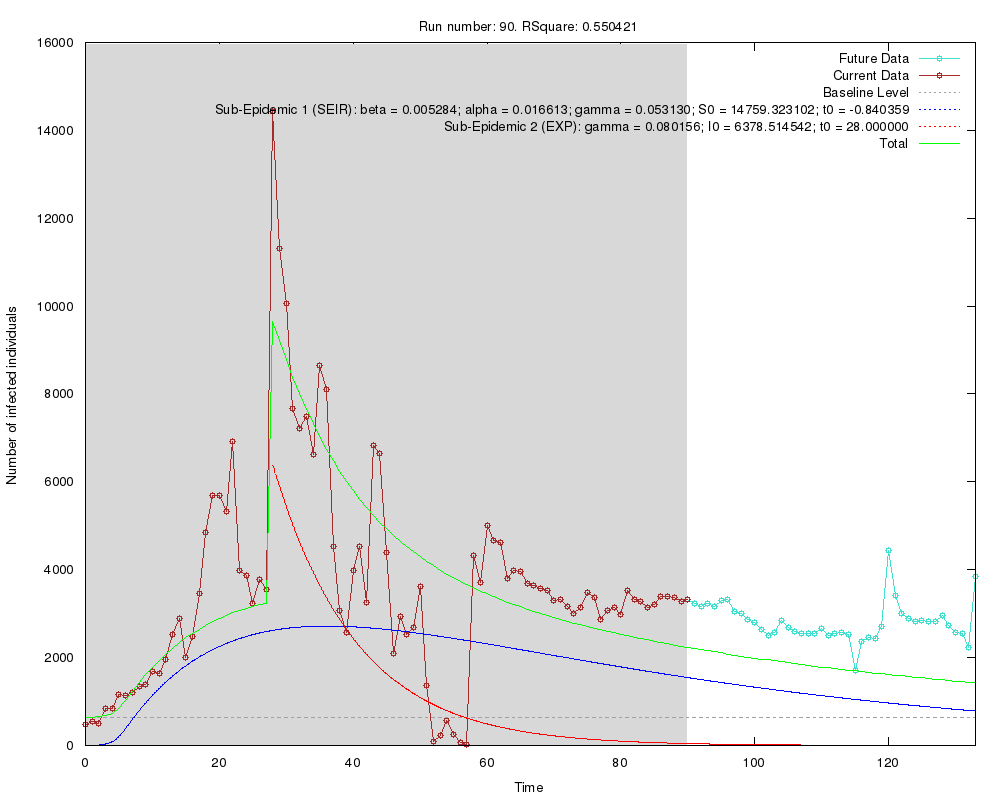 Run number: 90. RSquare: 0.550421
16000
14000
12000
10000
8000
6000
4000
2000
0
Number of infected individuals
Future Data
Current Data
Baseline Level
Sub-Epidemic 1 (SEIR): beta = 0.005284; alpha = 0.016613; gamma = 0.053130; S0 = 14759.323102; t0 = -0.840359
Sub-Epidemic 2 (EXP): gamma = 0.080156; I0 = 6378.514542; t0 = 28.000000
Total
0 20 40 60 80 100 120
Time